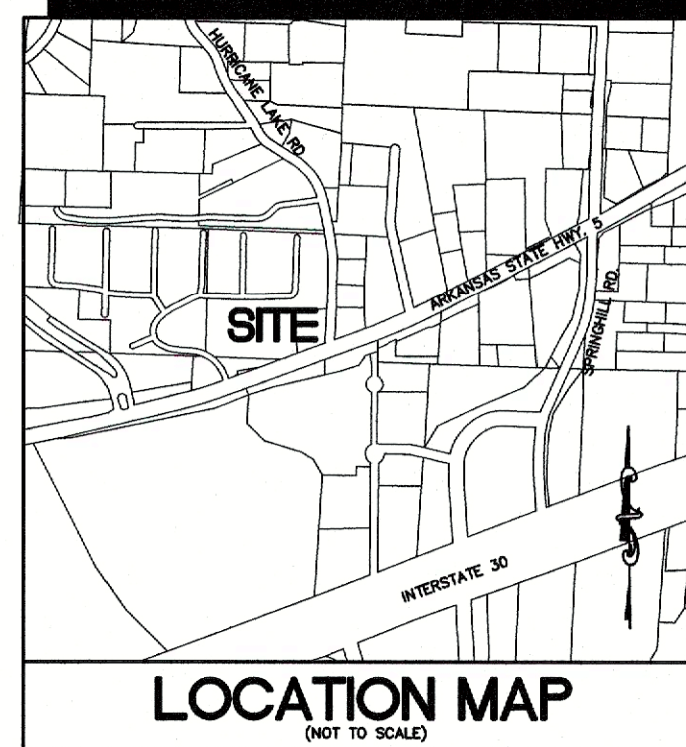 HURRICANE LAKE RD
ARKANSAS STATE HWY. 5
SPRINGHILL RD.
SITE
INTERSTATE 30
LOCATION MAP
(NOT TO SCALE)